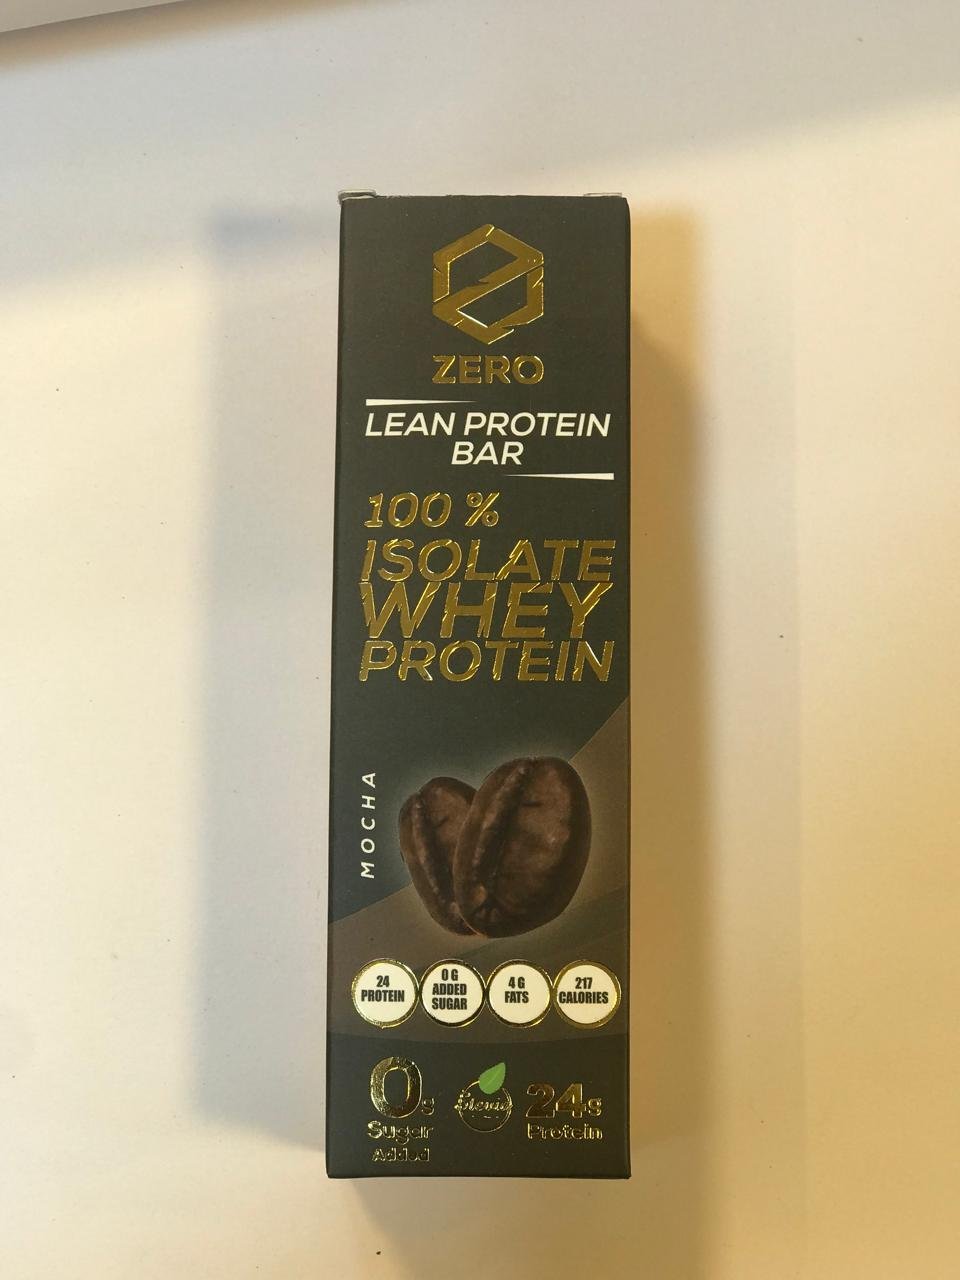 ZERO
LEAN PROTEIN
BAR
100 %
ISOLATE
WHEY
PROTEIN
MOCHA
24
PROTEIN
0 G
ADDED
SUGAR
4 G
FATS
217
CALORIES
0g
Sugar
Added
Stevia
24g
Protein